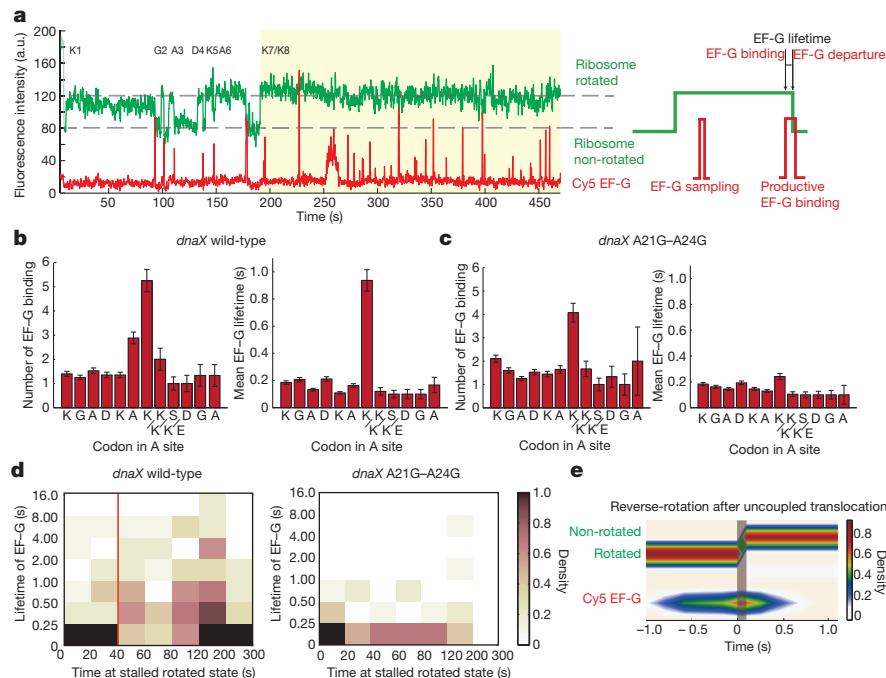 a
Fluorescence intensity (a.u.)
200
160
120
80
40
0
K1
G2 A3
D4 K5A6
K7/K8
50 100 150 200 250 300 350 400 450
Time (s)
Ribosome rotated
Ribosome non-rotated
Cy5 EF-G
EF-G lifetime
EF-G binding
EF-G departure
EF-G sampling
Productive EF-G binding
b
dnaX wild-type
Number of EF–G binding
6
5
4
3
2
1
0
K G A D K A K K S D G A
K K E
Mean EF-G lifetime (s)
1.0
0.8
0.6
0.4
0.2
0
K G A D K A K K S D G A
K K E
Codon in A site
c
dnaX A21G–A24G
Number of EF-G binding
6
5
4
3
2
1
0
K G A D K A K K S D G A
K K E
Mean EF-G lifetime (s)
1.0
0.8
0.6
0.4
0.2
0
K G A D K A K K S D G A
K K E
Codon in A site
d
dnaX wild-type
Lifetime of EF–G (s)
16.0
8.00
4.00
2.00
1.00
0.50
0.25
0
0 20 40 60 80 120 200 300
Time at stalled rotated state (s)
dnaX A21G–A24G
Lifetime of EF-G (s)
16.0
8.00
4.00
2.00
1.00
0.50
0.25
0
0 20 40 60 80 120 200 300
Time at stalled rotated state (s)
1.0
0.8
0.6
0.4
0.2
0
Density
e
Reverse-rotation after uncoupled translocation
Non-rotated
Rotated
Cy5 EF-G
-1.0 -0.5 0 0.5 1.0
Time (s)
0.8
0.6
0.4
0.2
0
Density